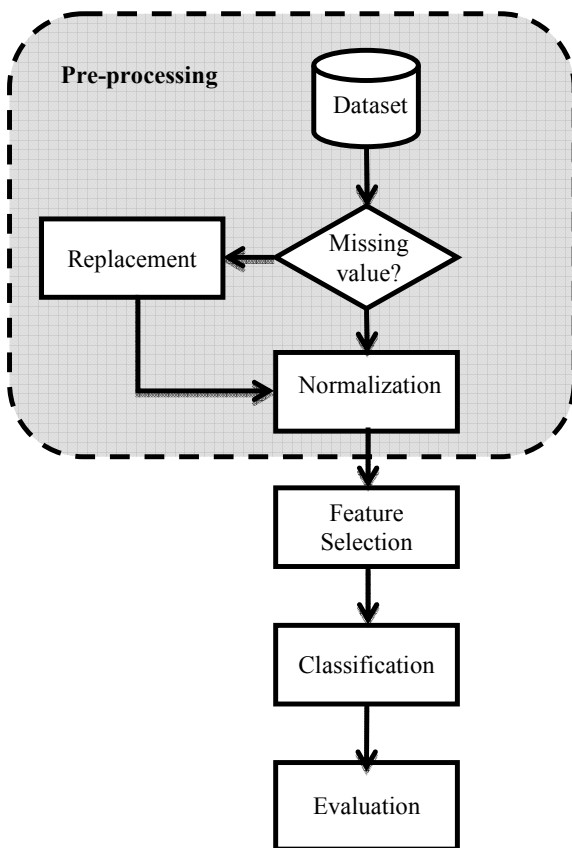 Pre-processing
Dataset
Missing
value?
Replacement
Normalization
Feature
Selection
Classification
Evaluation